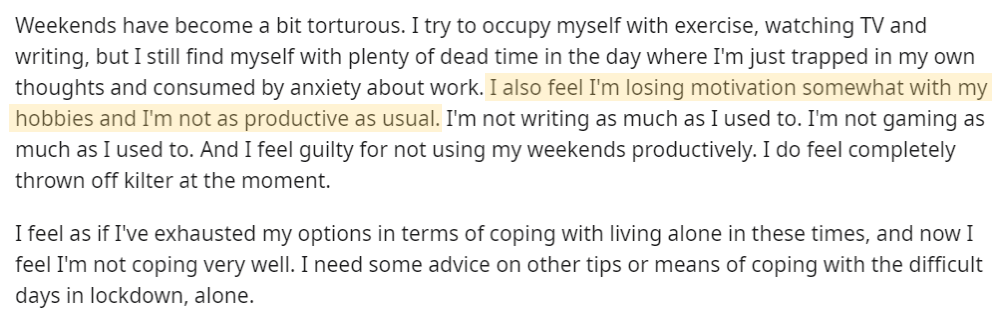 Weekends have become a bit torturous. I try to occupy myself with exercise, watching TV and
writing, but I still find myself with plenty of dead time in the day where I'm just trapped in my own
thoughts and consumed by anxiety about work. I also feel I'm losing motivation somewhat with my
hobbies and I'm not as productive as usual. I'm not writing as much as I used to. I'm not gaming as
much as I used to. And I feel guilty for not using my weekends productively. I do feel completely
thrown off kilter at the moment.
I feel as if I've exhausted my options in terms of coping with living alone in these times, and now I
feel I'm not coping very well. I need some advice on other tips or means of coping with the difficult
days in lockdown, alone.